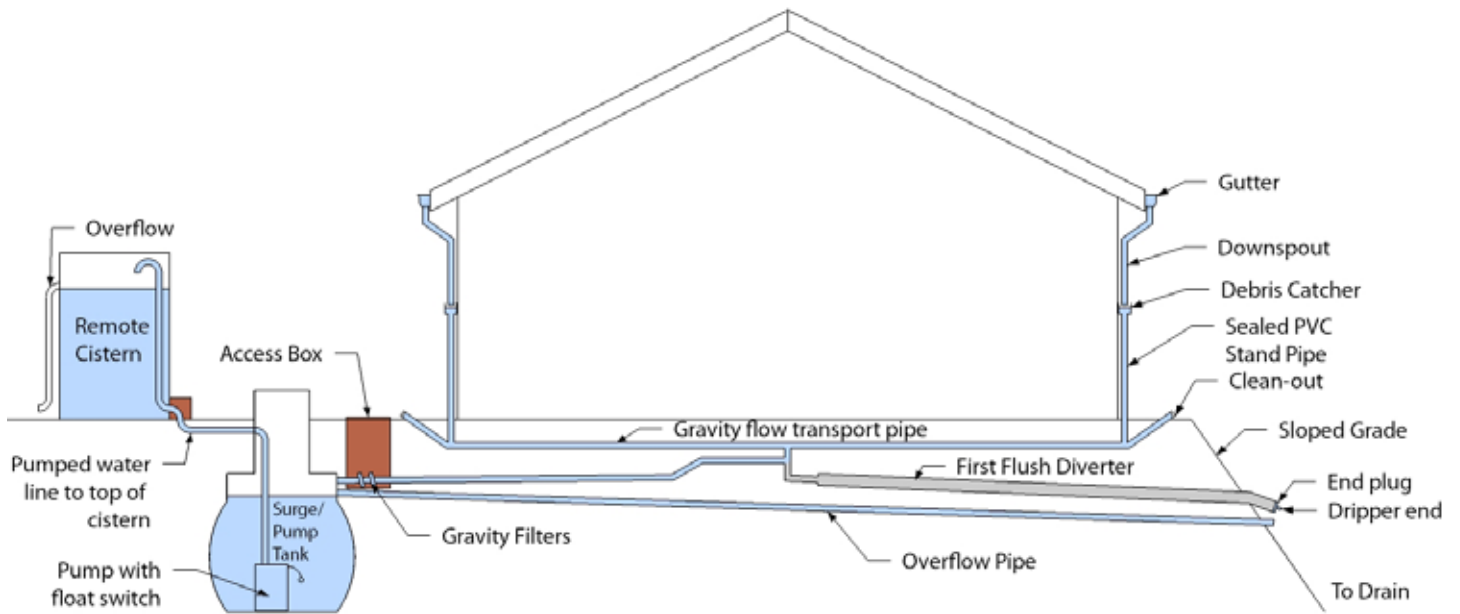 Gutter
Overflow
Downspout
Debris Catcher
Remote
Cistern
Sealed PVC
Stand Pipe
Access Box
Clean-out
Gravity flow transport pipe
Sloped Grade
Pumped water
line to top of
cistern
First Flush Diverter
End plug
Dripper end
Surge/
Pump
Tank
Gravity Filters
Overflow Pipe
Pump with
float switch
To Drain